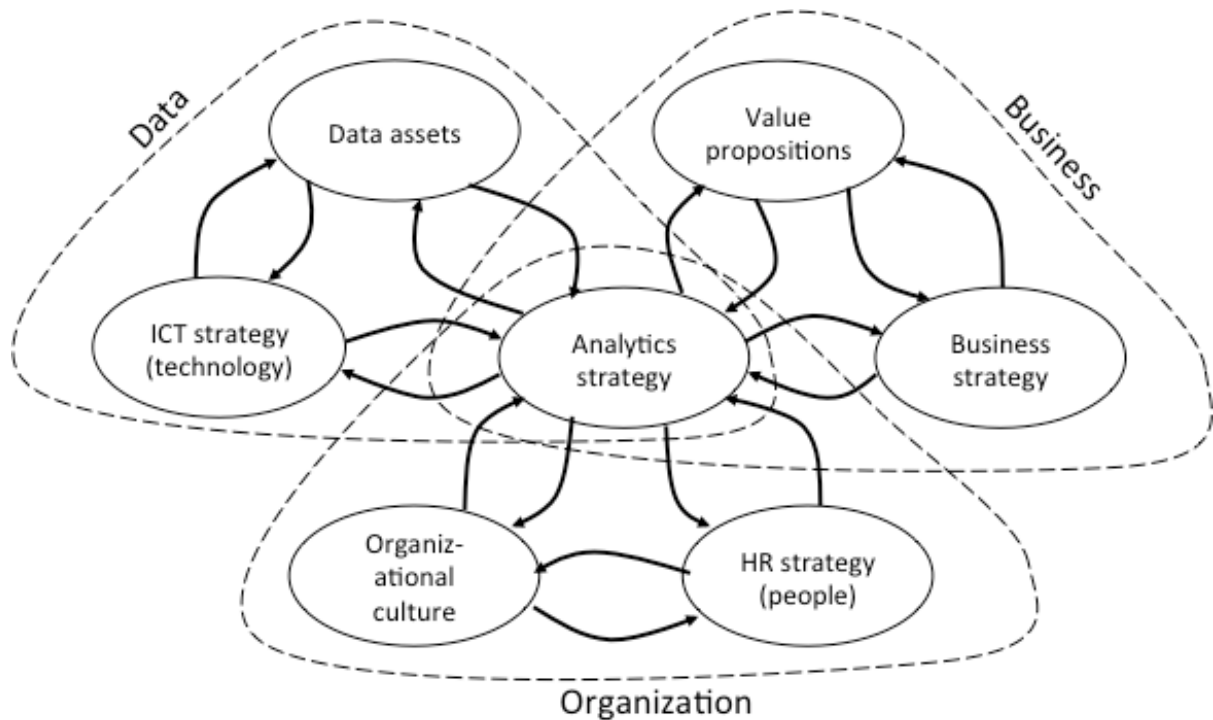 Data
Data assets
Value
propositions
Business
ICT strategy
(technology)
Analytics
strategy
Business
strategy
Organiz-
ational
culture
HR strategy
(people)
Organization